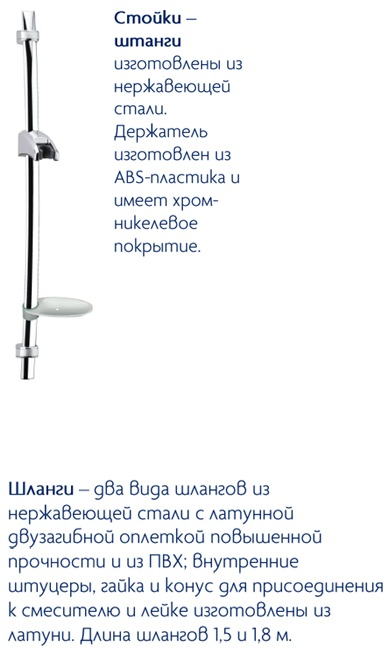 Стойки –
штанги
изготовлены из
нержавеющей
стали.
Держатель
изготовлен из
ABS-пластика и
имеет хром-
никелевое
покрытие.
Шланги – два вида шлангов из
нержавеющей стали с латунной
двузагибной оплеткой повышенной
прочности и из ПВХ; внутренние
штуцеры, гайка и конус для присоединения
к смесителю и лейке изготовлены из
латуни. Длина шлангов 1,5 и 1,8 м.